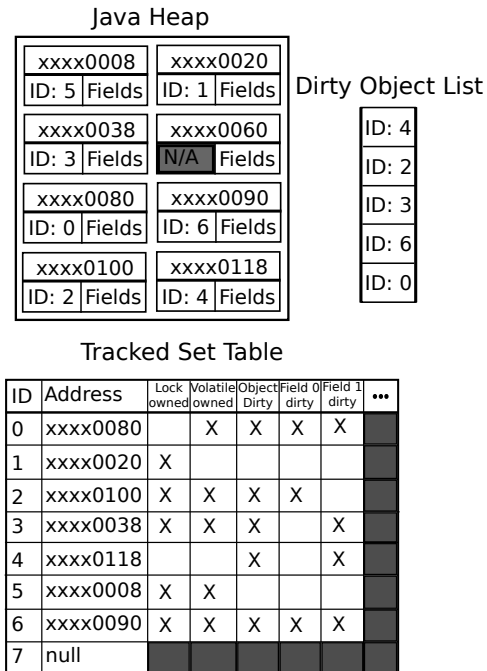 Java Heap
xxxx0008 xxxx0020
ID: 5 Fields ID: 1 Fields
xxxx0038 xxxx0060
ID: 3 Fields N/A Fields
xxxx0080 xxxx0090
ID: 0 Fields ID: 6 Fields
xxxx0100 xxxx0118
ID: 2 Fields ID: 4 Fields
Dirty Object List
ID: 4
ID: 2
ID: 3
ID: 6
ID: 0
Tracked Set Table
ID Address Lock owned Volatile owned Object Dirty Field 0 dirty Field 1 dirty •••
0 xxxx0080 X X X X
1 xxxx0020 X
2 xxxx0100 X X X X
3 xxxx0038 X X X X
4 xxxx0118 X X
5 xxxx0008 X X
6 xxxx0090 X X X X X
7 null